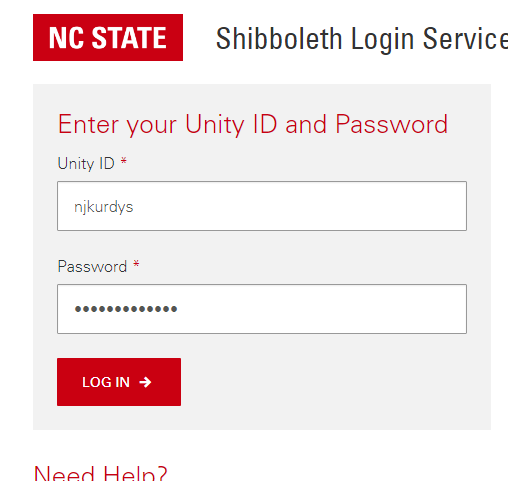 NC STATE Shibboleth Login Service
Enter your Unity ID and Password
Unity ID *
njkurdys
Password *
•••••••••••••
LOG IN →
Need Help?